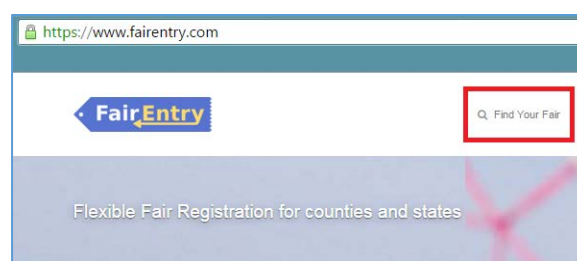 https://www.fairentry.com
FairEntry
Find Your Fair
Flexible Fair Registration for counties and states